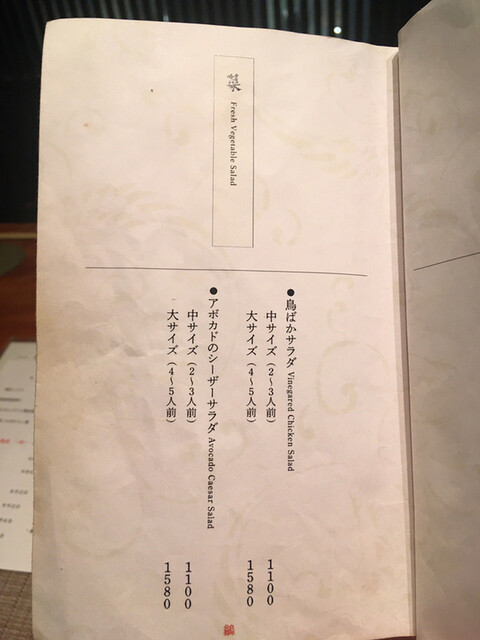 菜 Fresh Vegetable Salad
●鳥ばかサラダ Vinegared Chicken Salad
中サイズ（2〜3人前） 1100
大サイズ（4〜5人前） 1580
●アボカドのシーザーサラダ Avocado Caesar Salad
中サイズ（2〜3人前） 1100
大サイズ（4〜5人前） 1580